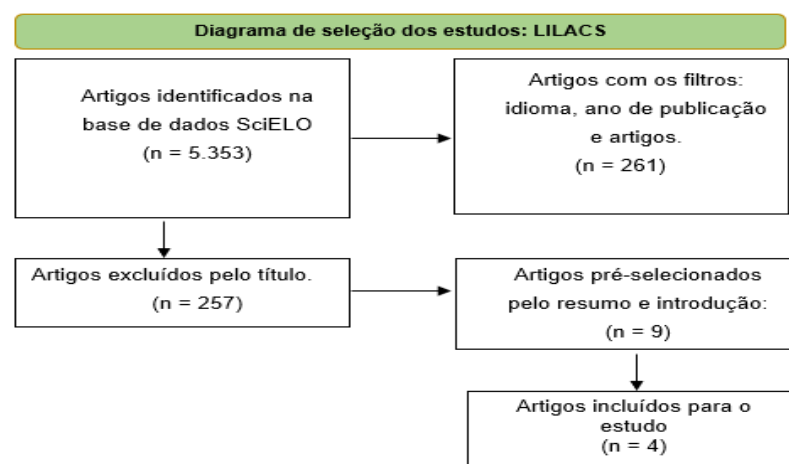 Diagrama de seleção dos estudos: LILACS
Artigos identificados na
base de dados SciELO
(n = 5.353)
Artigos com os filtros:
idioma, ano de publicação
e artigos.
(n = 261)
Artigos excluídos pelo título.
(n = 257)
Artigos pré-selecionados
pelo resumo e introdução:
(n = 9)
Artigos incluídos para o
estudo
(n = 4)